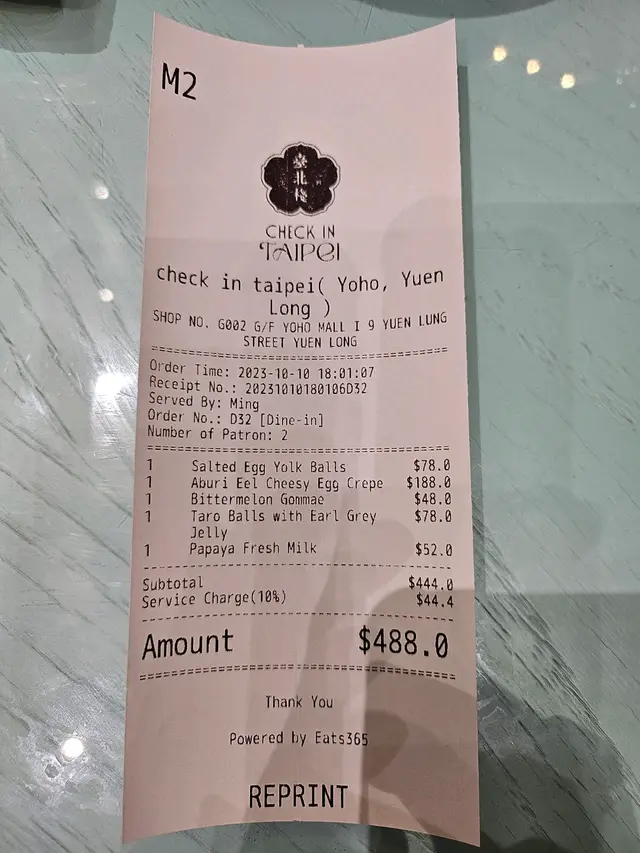 M2
臺
北
棧
CHECK IN
TAIPEI
check in taipei( Yoho, Yuen
Long )
SHOP NO. G002 G/F YOHO MALL I 9 YUEN LUNG
STREET YUEN LONG
Order Time: 2023-10-10 18:01:07
Receipt No.: 20231010180106D32
Served By: Ming
Order No.: D32 [Dine-in]
Number of Patron: 2
1 Salted Egg Yolk Balls $78.0
1 Aburi Eel Cheesy Egg Crepe $188.0
1 Bittermelon Gommae $48.0
1 Taro Balls with Earl Grey $78.0
Jelly
1 Papaya Fresh Milk $52.0
Subtotal $444.0
Service Charge(10%) $44.4
Amount $488.0
Thank You
Powered by Eats365
REPRINT